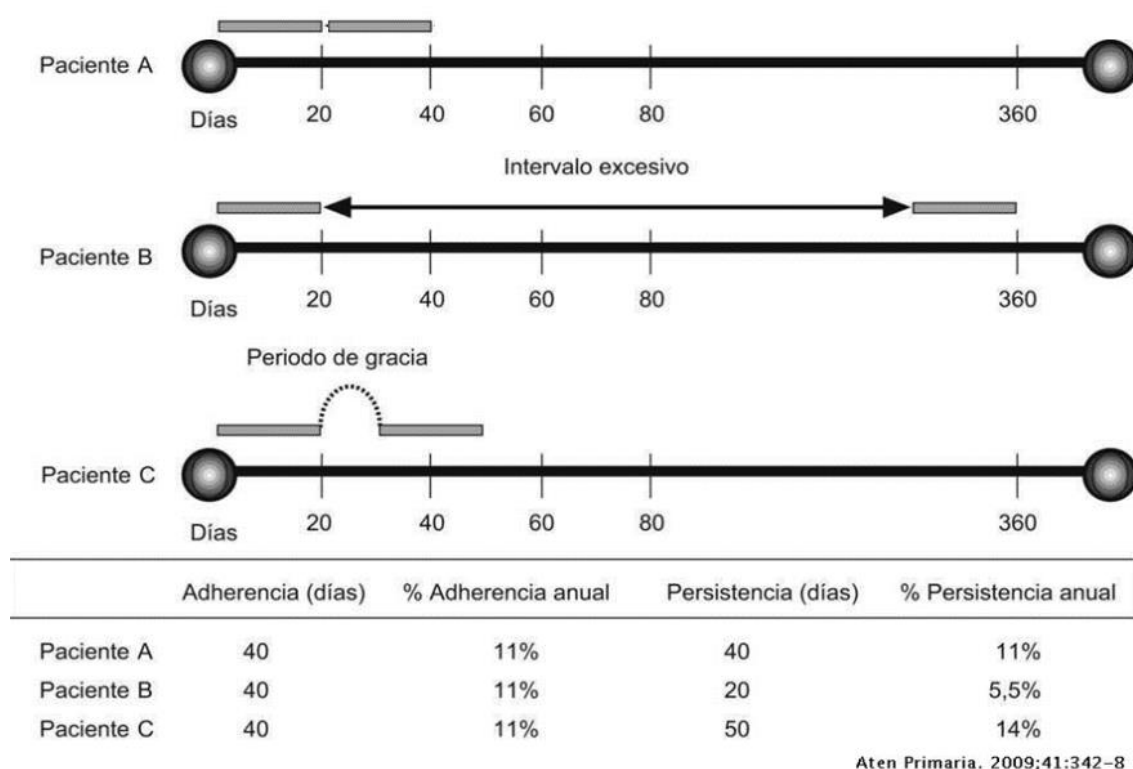 Paciente A
Días 20 40 60 80 360
Intervalo excesivo
Paciente B
Días 20 40 60 80 360
Periodo de gracia
Paciente C
Días 20 40 60 80 360
Adherencia (días) % Adherencia anual Persistencia (días) % Persistencia anual
Paciente A 40 11% 40 11%
Paciente B 40 11% 20 5,5%
Paciente C 40 11% 50 14%
Aten Primaria. 2009;41:342-8